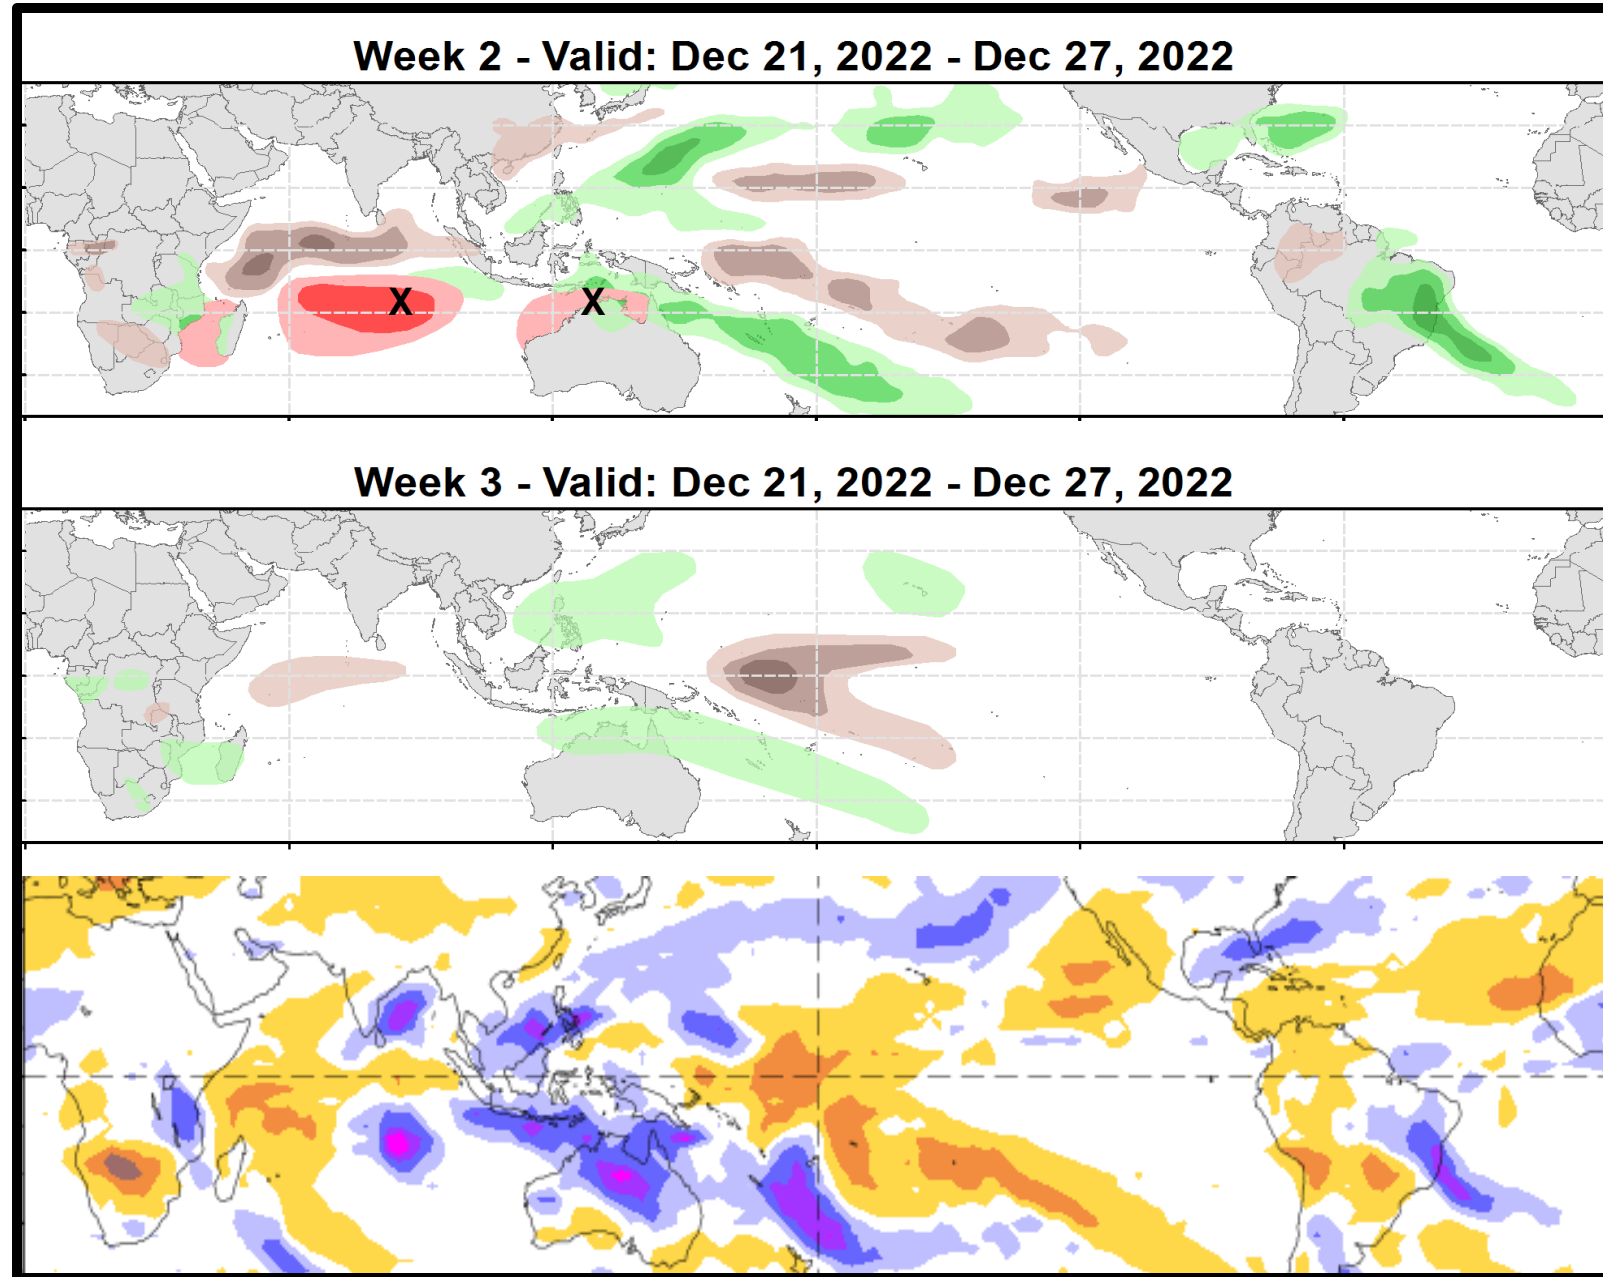 Week 2 - Valid: Dec 21, 2022 - Dec 27, 2022
X X
Week 3 - Valid: Dec 21, 2022 - Dec 27, 2022